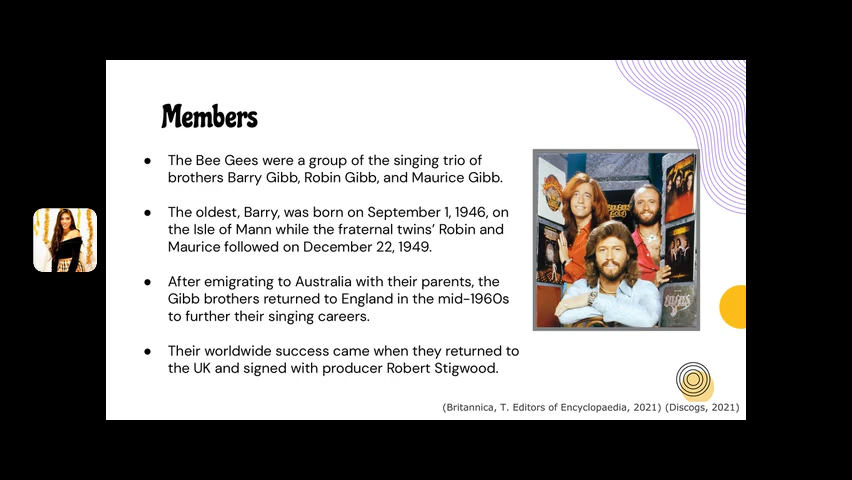 Members
● The Bee Gees were a group of the singing trio of
brothers Barry Gibb, Robin Gibb, and Maurice Gibb.
● The oldest, Barry, was born on September 1, 1946, on
the Isle of Mann while the fraternal twins’ Robin and
Maurice followed on December 22, 1949.
● After emigrating to Australia with their parents, the
Gibb brothers returned to England in the mid-1960s
to further their singing careers.
● Their worldwide success came when they returned to
the UK and signed with producer Robert Stigwood.
(Britannica, T. Editors of Encyclopaedia, 2021) (Discogs, 2021)